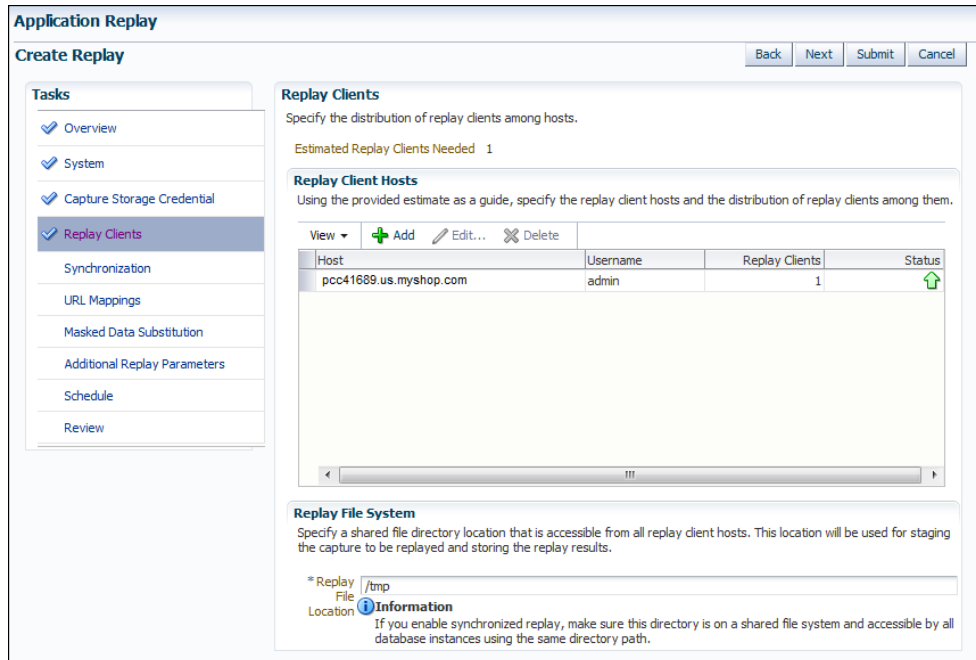 Application Replay
Create Replay
Back Next Submit Cancel
Tasks
Overview
System
Capture Storage Credential
Replay Clients
Synchronization
URL Mappings
Masked Data Substitution
Additional Replay Parameters
Schedule
Review
Replay Clients
Specify the distribution of replay clients among hosts.
Estimated Replay Clients Needed 1
Replay Client Hosts
Using the provided estimate as a guide, specify the replay client hosts and the distribution of replay clients among them.
View Add Edit... Delete
Host Username Replay Clients Status
pcc41689.us.myshop.com admin 1
Replay File System
Specify a shared file directory location that is accessible from all replay client hosts. This location will be used for staging
the capture to be replayed and storing the replay results.
* Replay File Location /tmp
Information
If you enable synchronized replay, make sure this directory is on a shared file system and accessible by all
database instances using the same directory path.